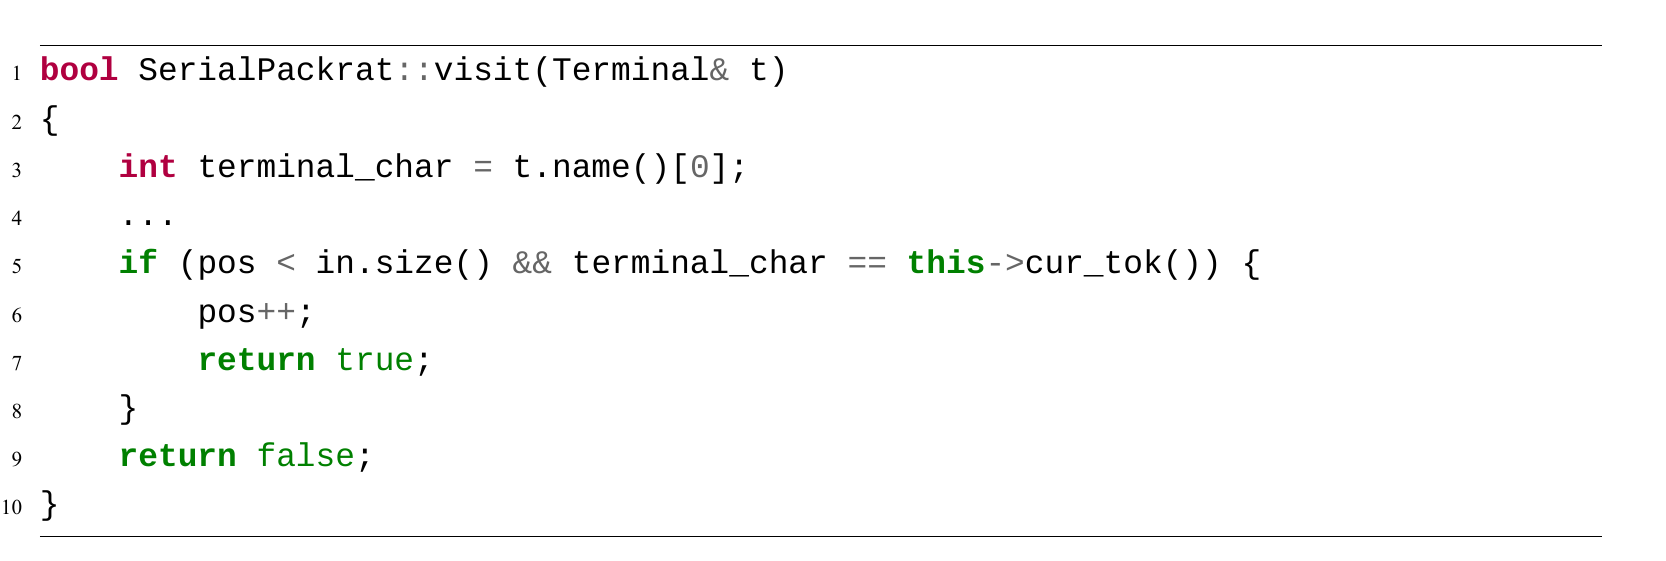 1 bool SerialPackrat::visit(Terminal& t)
2 {
3     int terminal_char = t.name()[0];
4     ...
5     if (pos < in.size() && terminal_char == this->cur_tok()) {
6         pos++;
7         return true;
8     }
9     return false;
10 }